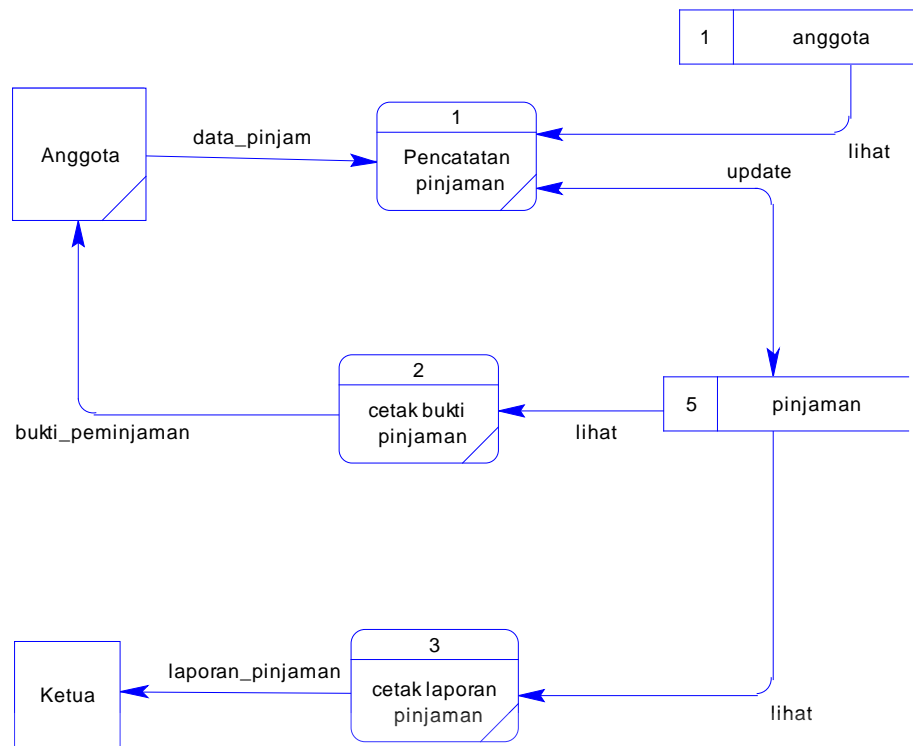 1
anggota
1
Anggota
data_pinjam
Pencatatan
pinjaman
lihat
update
2
5
pinjaman
cetak bukti
pinjaman
bukti_peminjaman
lihat
3
laporan_pinjaman
Ketua
cetak laporan
pinjaman
lihat